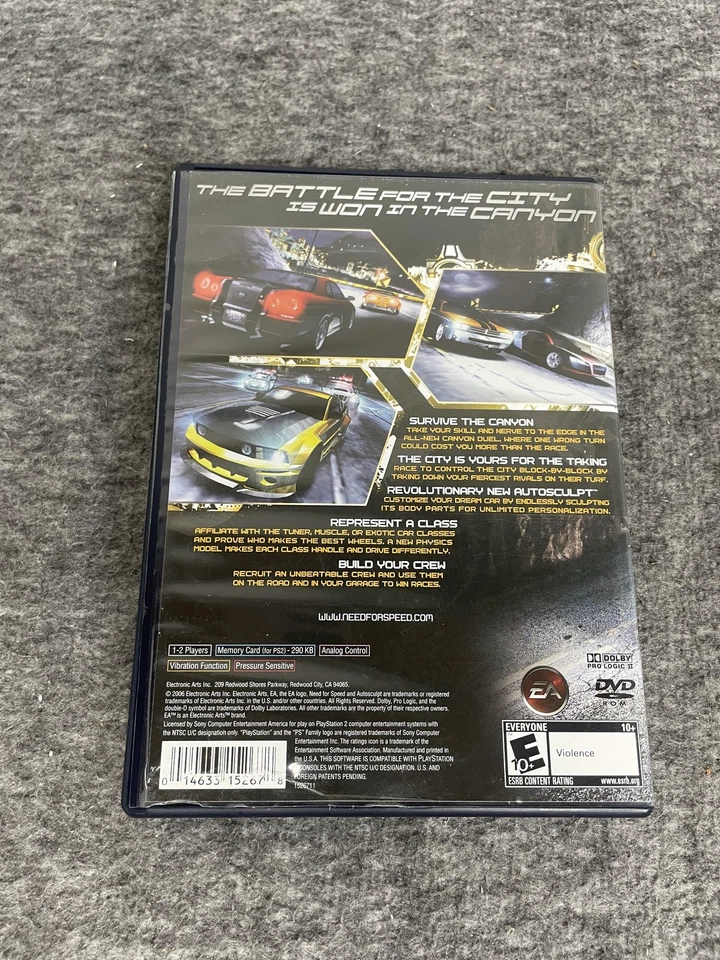 THE BATTLE FOR THE CITY
IS WON IN THE CANYON
SURVIVE THE CANYON
TAKE YOUR SKILL AND NERVE TO THE EDGE IN THE
ALL-NEW CANYON DUEL, WHERE ONE WRONG TURN
COULD COST YOU MORE THAN THE RACE.
THE CITY IS YOURS FOR THE TAKING
RACE TO CONTROL THE CITY BLOCK-BY-BLOCK BY
TAKING DOWN YOUR FIERCEST RIVALS ON THEIR TURF.
REVOLUTIONARY NEW AUTOSCULPT™
CUSTOMIZE YOUR DREAM CAR BY ENDLESSLY SCULPTING
ITS BODY PARTS FOR UNLIMITED PERSONALIZATION.
REPRESENT A CLASS
AFFILIATE WITH THE TUNER, MUSCLE, OR EXOTIC CAR CLASSES
AND PROVE WHO MAKES THE BEST WHEELS. A NEW PHYSICS
MODEL MAKES EACH CLASS HANDLE AND DRIVE DIFFERENTLY.
BUILD YOUR CREW
RECRUIT AN UNBEATABLE CREW AND USE THEM
ON THE ROAD AND IN YOUR GARAGE TO WIN RACES.
WWW.NEEDFORSPEED.COM
1-2 Players Memory Card (for PS2) - 290 KB Analog Control
Vibration Function Pressure Sensitive
DOLBY
PRO LOGIC II
EA
DVD
ROM
Electronic Arts Inc. 209 Redwood Shores Parkway, Redwood City, CA 94065.
© 2006 Electronic Arts Inc. Electronic Arts, EA, the EA logo, Need for Speed and Autosculpt are trademarks or registered
trademarks of Electronic Arts Inc. in the U.S. and/or other countries. All Rights Reserved. Dolby, Pro Logic, and the
double-D symbol are trademarks of Dolby Laboratories. All other trademarks are the property of their respective owners.
EA™ is an Electronic Arts™ brand.
Licensed by Sony Computer Entertainment America for play on PlayStation 2 computer entertainment systems with
the NTSC U/C designation only. "PlayStation" and the "PS" Family logo are registered trademarks of Sony Computer
Entertainment Inc. The ratings icon is a trademark of the
Entertainment Software Association. Manufactured and printed in
the U.S.A. THIS SOFTWARE IS COMPATIBLE WITH PLAYSTATION
CONSOLES WITH THE NTSC U/C DESIGNATION. U.S. AND
FOREIGN PATENTS PENDING.
1526711
0 14633 15267 8
EVERYONE 10+
E
10+
Violence
ESRB CONTENT RATING www.esrb.org